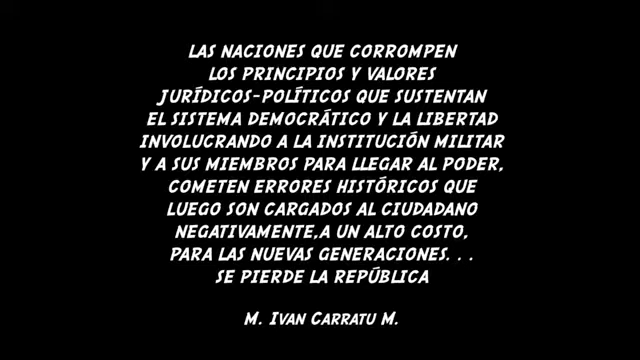 LAS NACIONES QUE CORROMPEN
LOS PRINCIPIOS Y VALORES
JURÍDICOS-POLÍTICOS QUE SUSTENTAN
EL SISTEMA DEMOCRÁTICO Y LA LIBERTAD
INVOLUCRANDO A LA INSTITUCIÓN MILITAR
Y A SUS MIEMBROS PARA LLEGAR AL PODER,
COMETEN ERRORES HISTÓRICOS QUE
LUEGO SON CARGADOS AL CIUDADANO
NEGATIVAMENTE,A UN ALTO COSTO,
PARA LAS NUEVAS GENERACIONES. . .
SE PIERDE LA REPÚBLICA
M. IVAN CARRATU M.